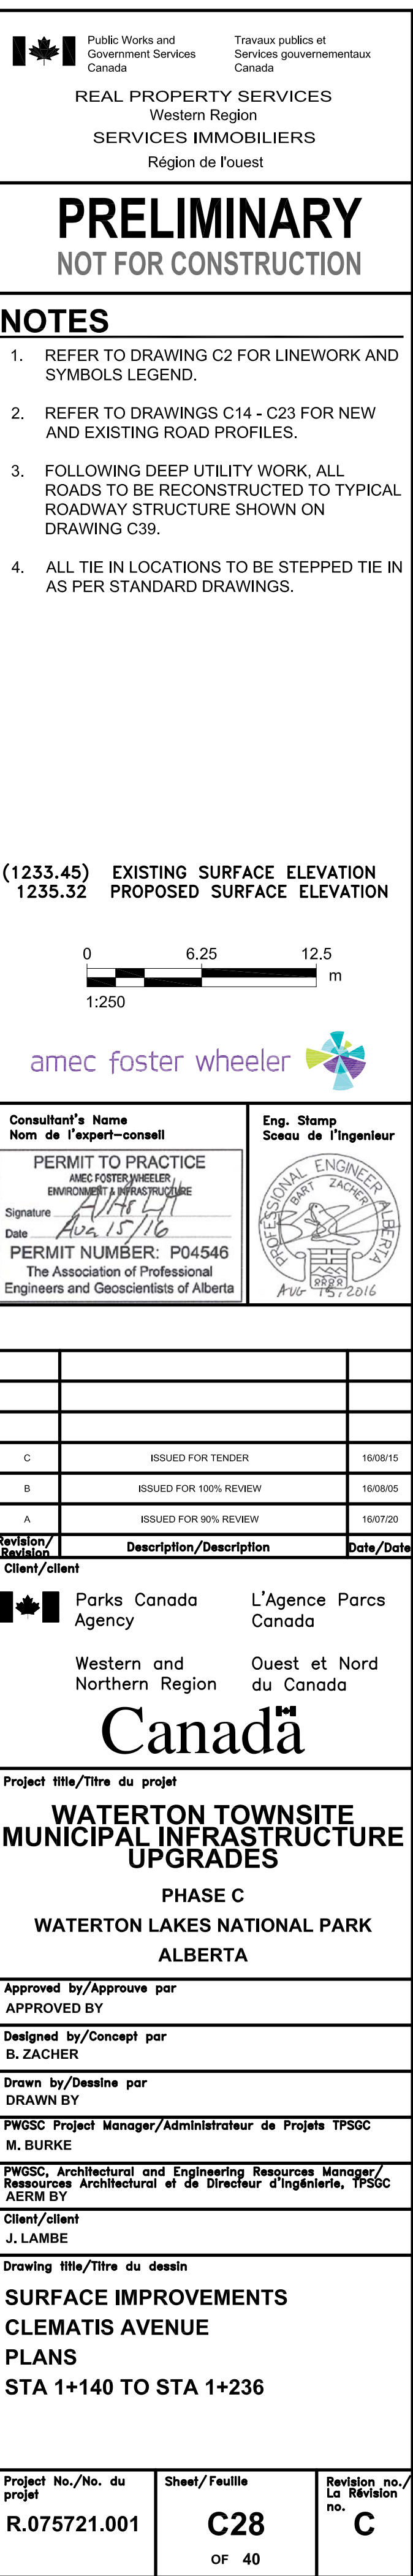 Public Works and
Government Services
Canada
Travaux publics et
Services gouvernementaux
Canada
REAL PROPERTY SERVICES
Western Region
SERVICES IMMOBILIERS
Région de l'ouest
PRELIMINARY
NOT FOR CONSTRUCTION
NOTES
1. REFER TO DRAWING C2 FOR LINEWORK AND
SYMBOLS LEGEND.
2. REFER TO DRAWINGS C14 - C23 FOR NEW
AND EXISTING ROAD PROFILES.
3. FOLLOWING DEEP UTILITY WORK, ALL
ROADS TO BE RECONSTRUCTED TO TYPICAL
ROADWAY STRUCTURE SHOWN ON
DRAWING C39.
4. ALL TIE IN LOCATIONS TO BE STEPPED TIE IN
AS PER STANDARD DRAWINGS.
(1233.45) EXISTING SURFACE ELEVATION
1235.32 PROPOSED SURFACE ELEVATION
0 6.25 12.5
m
1:250
amec foster wheeler
Consultant's Name
Nom de l'expert-conseil
PERMIT TO PRACTICE
AMEC FOSTER WHEELER
ENVIRONMENT & INFRASTRUCTURE
Signature
Date Aug 15/16
PERMIT NUMBER: P04546
The Association of Professional
Engineers and Geoscientists of Alberta
Eng. Stamp
Sceau de l'ingenieur
PROFESSIONAL ENGINEER ALBERTA
BART ZACHER
AUG 15, 2016
C ISSUED FOR TENDER 16/08/15
B ISSUED FOR 100% REVIEW 16/08/05
A ISSUED FOR 90% REVIEW 16/07/20
Revision/
Revision
Description/Description
Date/Date
Client/client
Parks Canada
Agency
L'Agence Parcs
Canada
Western and
Northern Region
Ouest et Nord
du Canada
Canada
Project title/Titre du projet
WATERTON TOWNSITE
MUNICIPAL INFRASTRUCTURE
UPGRADES
PHASE C
WATERTON LAKES NATIONAL PARK
ALBERTA
Approved by/Approuve par
APPROVED BY
Designed by/Concept par
B. ZACHER
Drawn by/Dessine par
DRAWN BY
PWGSC Project Manager/Administrateur de Projets TPSGC
M. BURKE
PWGSC, Architectural and Engineering Resources Manager/
Ressources Architectural et de Directeur d'Ingénierie, TPSGC
AERM BY
Client/client
J. LAMBE
Drawing title/Titre du dessin
SURFACE IMPROVEMENTS
CLEMATIS AVENUE
PLANS
STA 1+140 TO STA 1+236
Project No./No. du
projet
R.075721.001
Sheet/Feuille
C28
OF 40
Revision no./
La Révision
no.
C